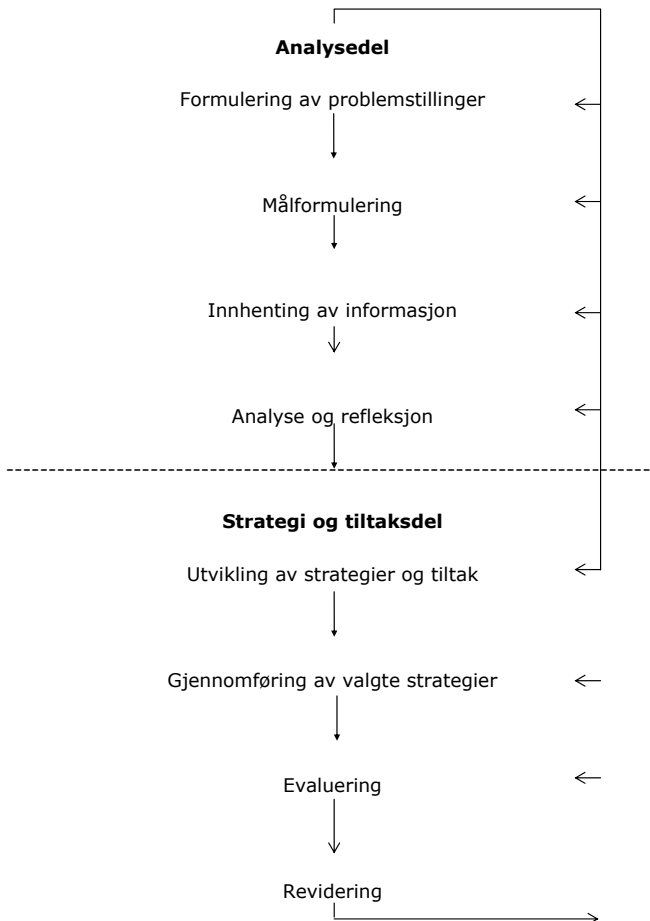 Analysedel
Formulering av problemstillinger
Målformulering
Innhenting av informasjon
Analyse og refleksjon
Strategi og tiltaksdel
Utvikling av strategier og tiltak
Gjennomføring av valgte strategier
Evaluering
Revidering